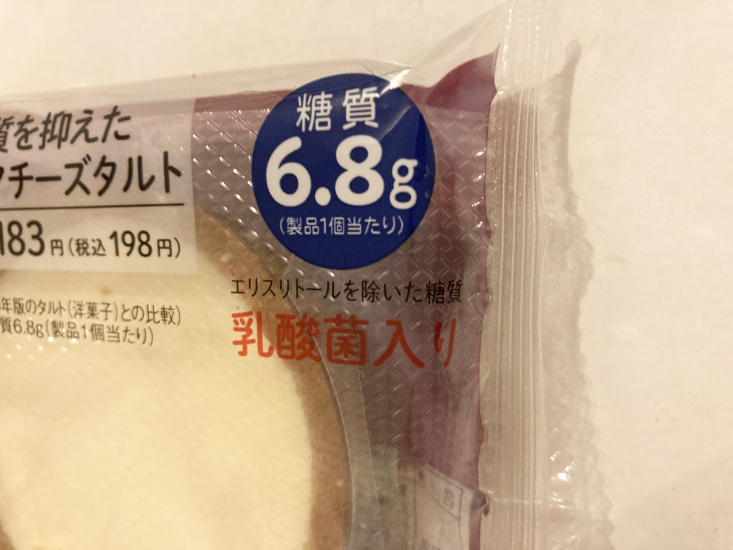 質を抑えた
クチーズタルト
183円(税込198円)
年版のタルト(洋菓子)との比較)
質6.8g(製品1個当たり)
糖質
6.8g
(製品1個当たり)
エリスリトールを除いた糖質
乳酸菌入り